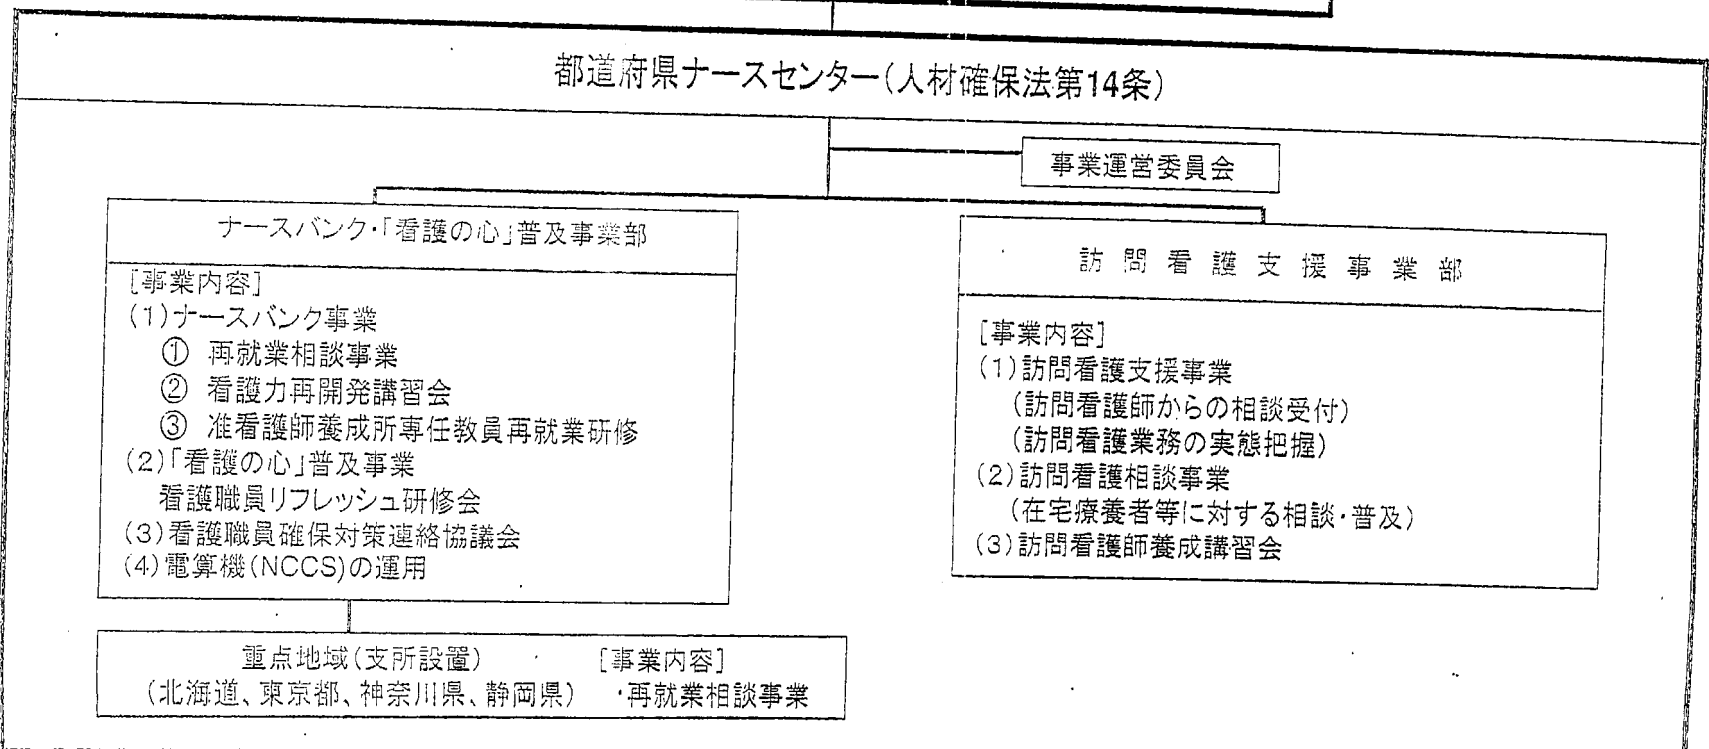 都道府県ナースセンター(人材確保法第14条)
事業運営委員会
ナースバンク・「看護の心」普及事業部
[事業内容]
(1)ナースバンク事業
① 再就業相談事業
② 看護力再開発講習会
③ 准看護師養成所専任教員再就業研修
(2)「看護の心」普及事業
看護職員リフレッシュ研修会
(3)看護職員確保対策連絡協議会
(4)電算機(NCCS)の運用
訪問看護支援事業部
[事業内容]
(1)訪問看護支援事業
(訪問看護師からの相談受付)
(訪問看護業務の実態把握)
(2)訪問看護相談事業
(在宅療養者等に対する相談・普及)
(3)訪問看護師養成講習会
重点地域(支所設置)
(北海道、東京都、神奈川県、静岡県)
[事業内容]
・再就業相談事業